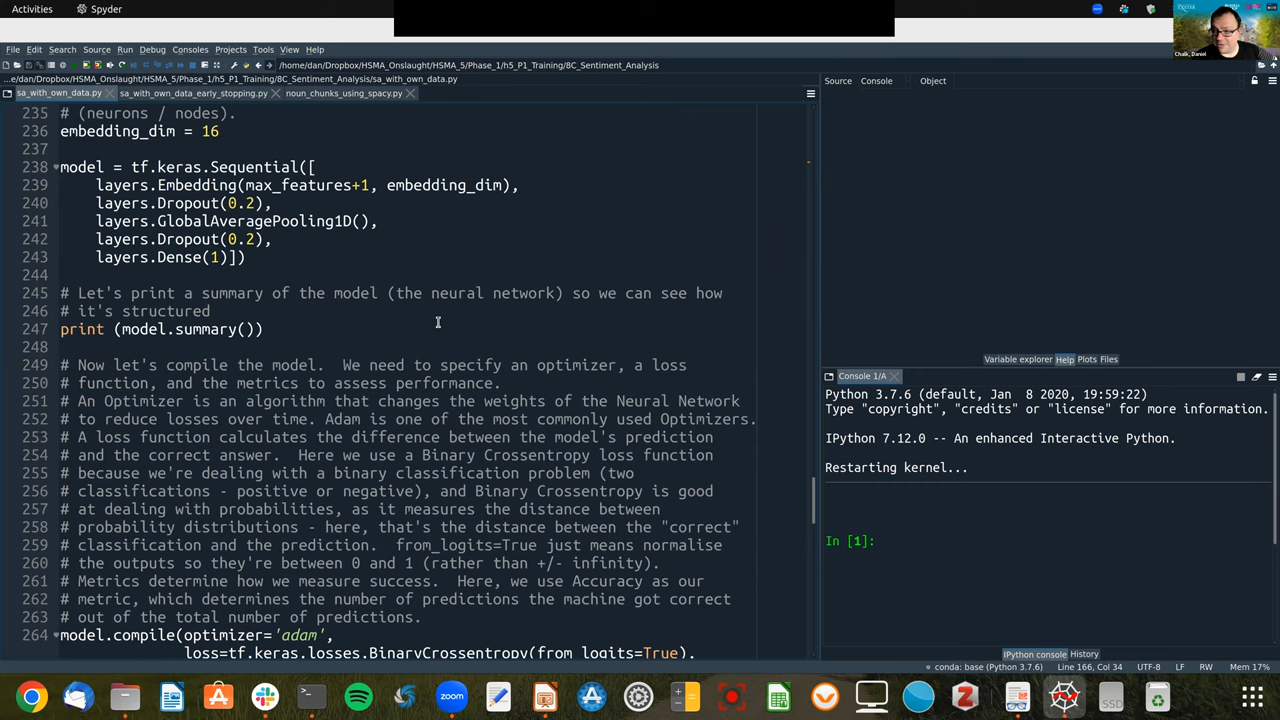 Activities
Spyder
Chalk, Daniel
File Edit Search Source Run Debug Consoles Projects Tools View Help
/home/dan/Dropbox/HSMA_Onslaught/HSMA_5/Phase_1/h5_P1_Training/8C_Sentiment_Analysis
...e/dan/Dropbox/HSMA_Onslaught/HSMA_5/Phase_1/h5_P1_Training/8C_Sentiment_Analysis/sa_with_own_data.py
sa_with_own_data.py sa_with_own_data_early_stopping.py noun_chunks_using_spacy.py
235 # (neurons / nodes).
236 embedding_dim = 16
237
238 model = tf.keras.Sequential([
239 layers.Embedding(max_features+1, embedding_dim),
240 layers.Dropout(0.2),
241 layers.GlobalAveragePooling1D(),
242 layers.Dropout(0.2),
243 layers.Dense(1)])
244
245 # Let's print a summary of the model (the neural network) so we can see how
246 # it's structured
247 print (model.summary())
248
249 # Now let's compile the model.  We need to specify an optimizer, a loss
250 # function, and the metrics to assess performance.
251 # An Optimizer is an algorithm that changes the weights of the Neural Network
252 # to reduce losses over time. Adam is one of the most commonly used Optimizers.
253 # A loss function calculates the difference between the model's prediction
254 # and the correct answer.  Here we use a Binary Crossentropy loss function
255 # because we're dealing with a binary classification problem (two
256 # classifications - positive or negative), and Binary Crossentropy is good
257 # at dealing with probabilities, as it measures the distance between
258 # probability distributions - here, that's the distance between the "correct"
259 # classification and the prediction.  from_logits=True just means normalise
260 # the outputs so they're between 0 and 1 (rather than +/- infinity).
261 # Metrics determine how we measure success.  Here, we use Accuracy as our
262 # metric, which determines the number of predictions the machine got correct
263 # out of the total number of predictions.
264 model.compile(optimizer='adam',
loss=tf.keras.losses.BinaryCrossentropy(from_logits=True),
Source Console Object
Variable explorer Help Plots Files
Console 1/A
Python 3.7.6 (default, Jan  8 2020, 19:59:22)
Type "copyright", "credits" or "license" for more information.
IPython 7.12.0 -- An enhanced Interactive Python.
Restarting kernel...
In [1]:
IPython console History
conda: base (Python 3.7.6) Line 166, Col 34 UTF-8 LF RW Mem 17%